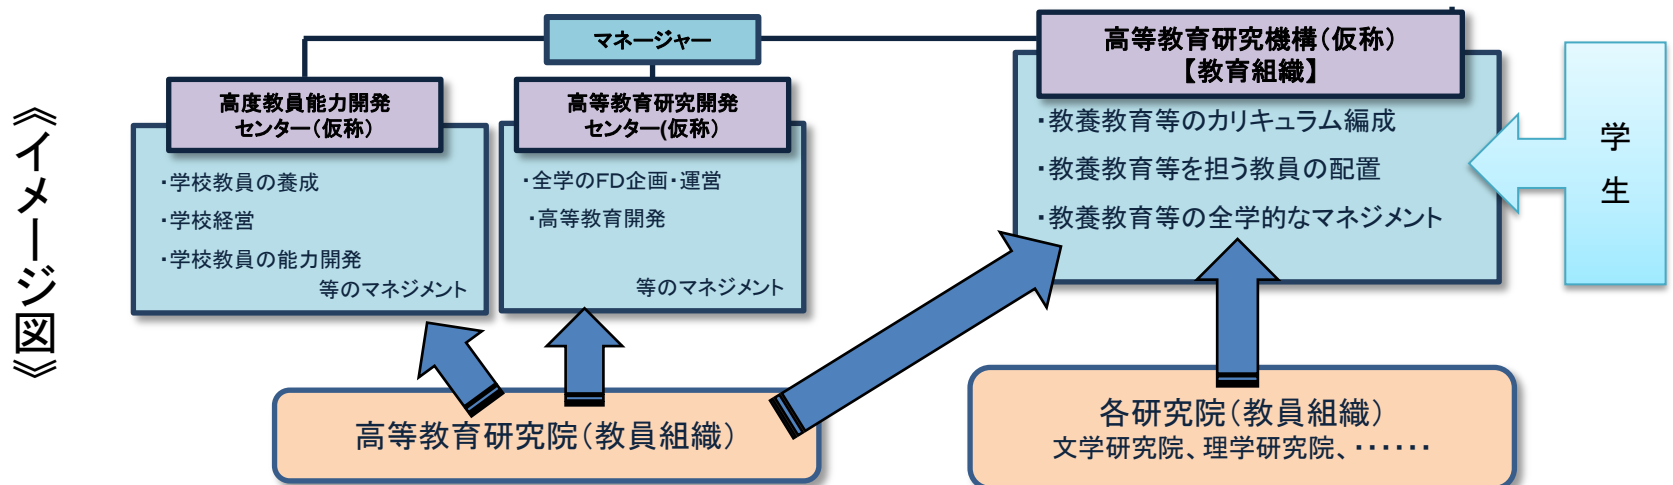 《イメージ図》
マネージャー
高度教員能力開発
センター（仮称）
・学校教員の養成
・学校経営
・学校教員の能力開発
等のマネジメント
高等教育研究開発
センター(仮称）
・全学のＦＤ企画・運営
・高等教育開発
等のマネジメント
高等教育研究機構（仮称）
【教育組織】
・教養教育等のカリキュラム編成
・教養教育等を担う教員の配置
・教養教育等の全学的なマネジメント
学生
高等教育研究院（教員組織）
各研究院（教員組織）
文学研究院、理学研究院、・・・・・・